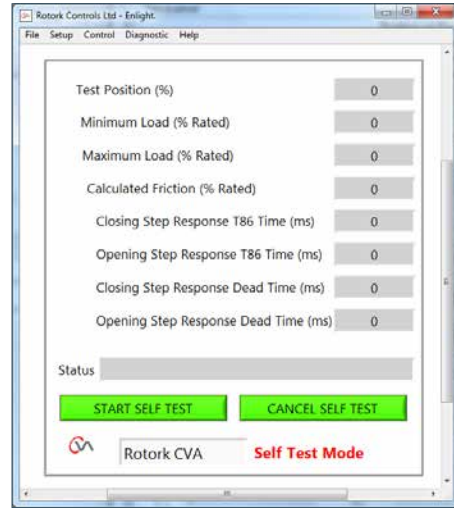 Rotork Controls Ltd - Enlight.
File Setup Control Diagnostic Help
Test Position (%) 0
Minimum Load (% Rated) 0
Maximum Load (% Rated) 0
Calculated Friction (% Rated) 0
Closing Step Response T86 Time (ms) 0
Opening Step Response T86 Time (ms) 0
Closing Step Response Dead Time (ms) 0
Opening Step Response Dead Time (ms) 0
Status
START SELF TEST CANCEL SELF TEST
Rotork CVA Self Test Mode